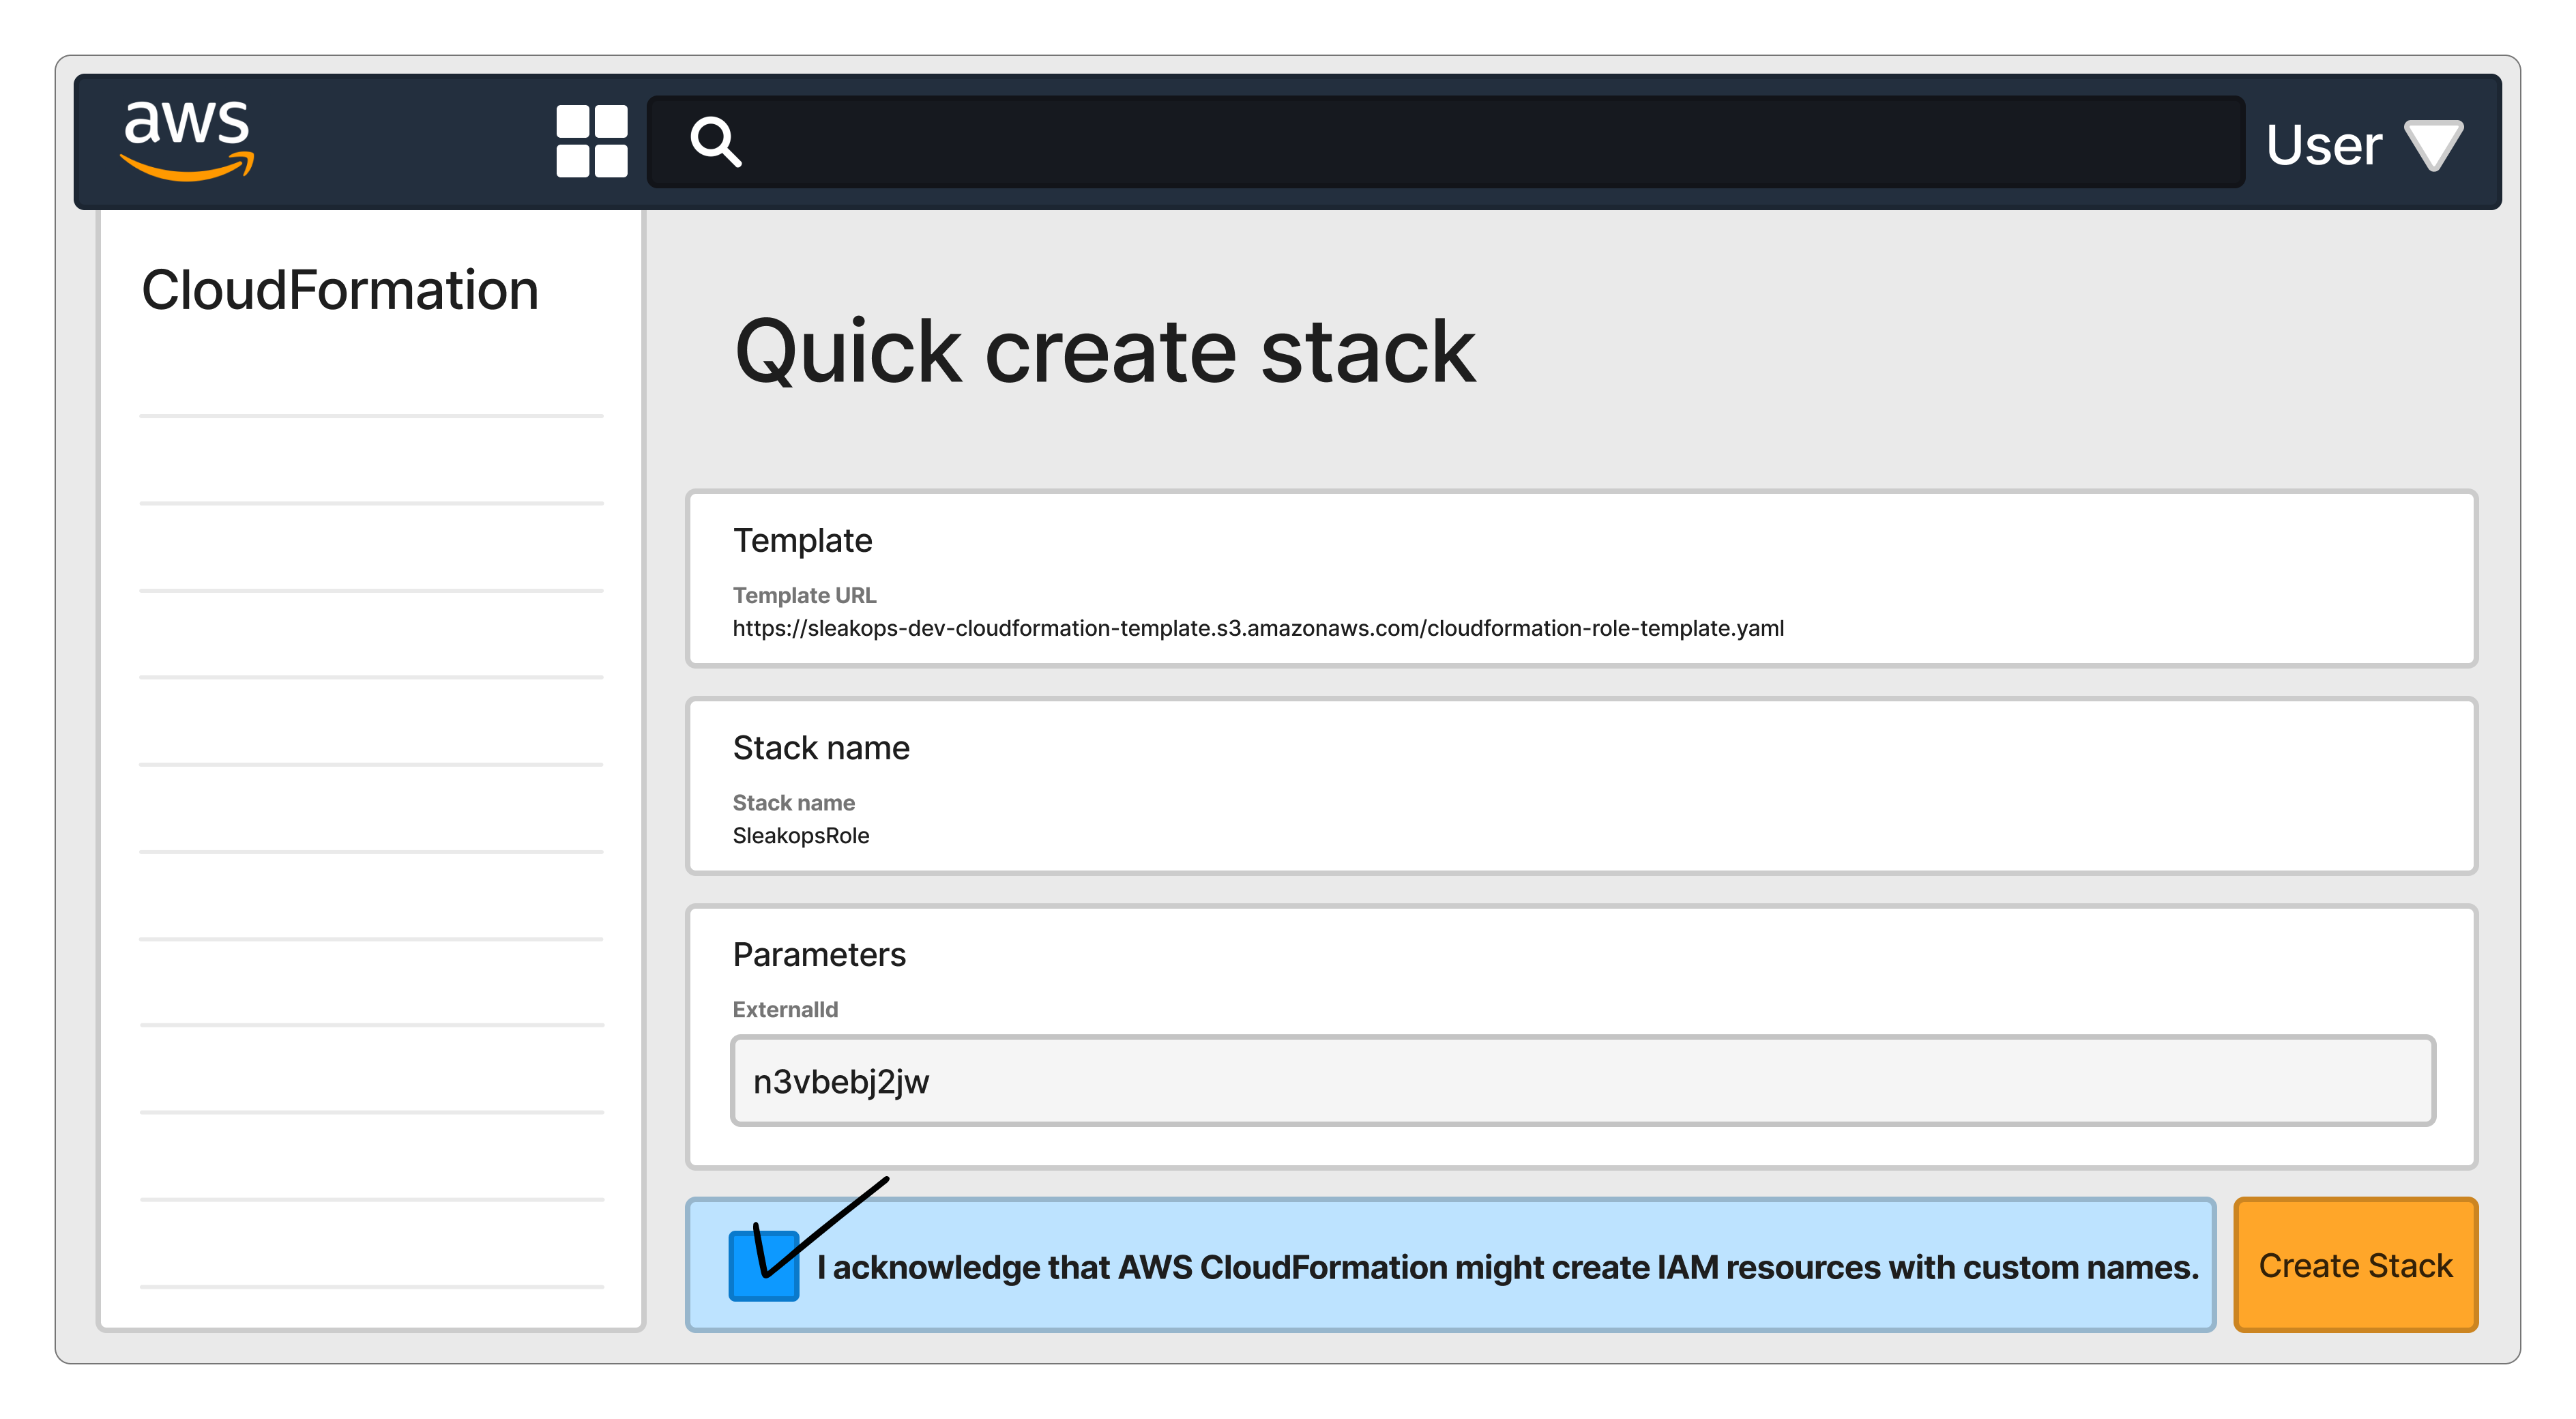 aws
User
CloudFormation
Quick create stack
Template
Template URL
https://sleakops-dev-cloudformation-template.s3.amazonaws.com/cloudformation-role-template.yaml
Stack name
Stack name
SleakopsRole
Parameters
ExternalId
n3vbebj2jw
I acknowledge that AWS CloudFormation might create IAM resources with custom names.
Create Stack